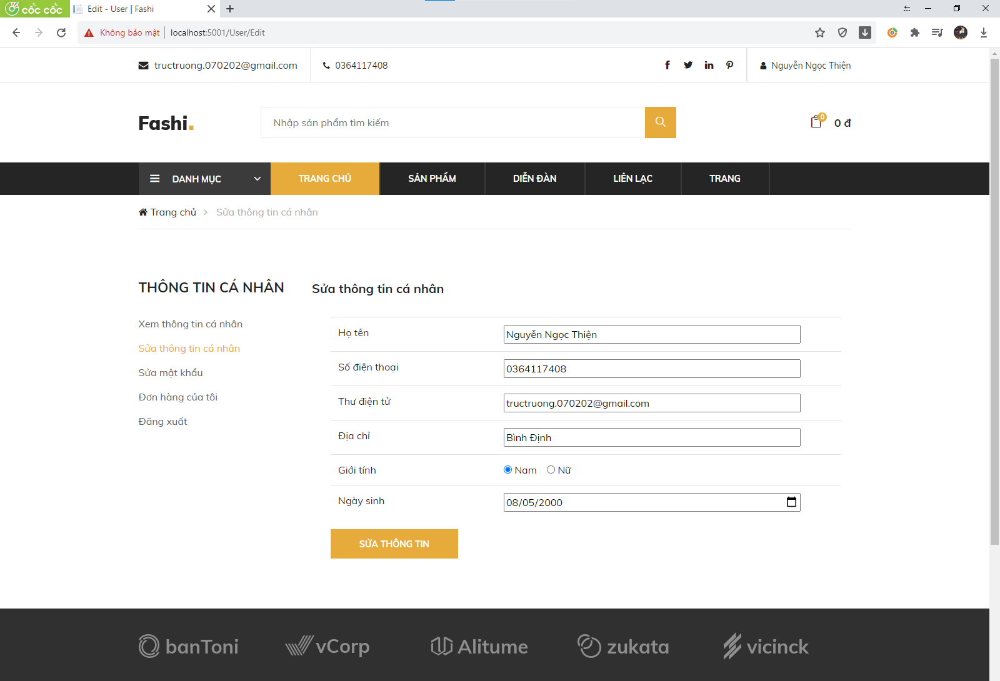 cốc cốc
Edit - User | Fashi
Không bảo mật
localhost:5001/User/Edit
tructruong.070202@gmail.com
0364117408
Nguyễn Ngọc Thiện
Fashi.
Nhập sản phẩm tìm kiếm
0
0 đ
DANH MỤC
TRANG CHỦ
SẢN PHẨM
DIỄN ĐÀN
LIÊN LẠC
TRANG
Trang chủ
Sửa thông tin cá nhân
THÔNG TIN CÁ NHÂN
Xem thông tin cá nhân
Sửa thông tin cá nhân
Sửa mật khẩu
Đơn hàng của tôi
Đăng xuất
Sửa thông tin cá nhân
Họ tên
Nguyễn Ngọc Thiện
Số điện thoại
0364117408
Thư điện tử
tructruong.070202@gmail.com
Địa chỉ
Bình Định
Giới tính
Nam
Nữ
Ngày sinh
08/05/2000
SỬA THÔNG TIN
banToni
vCorp
Alitume
zukata
vicinck